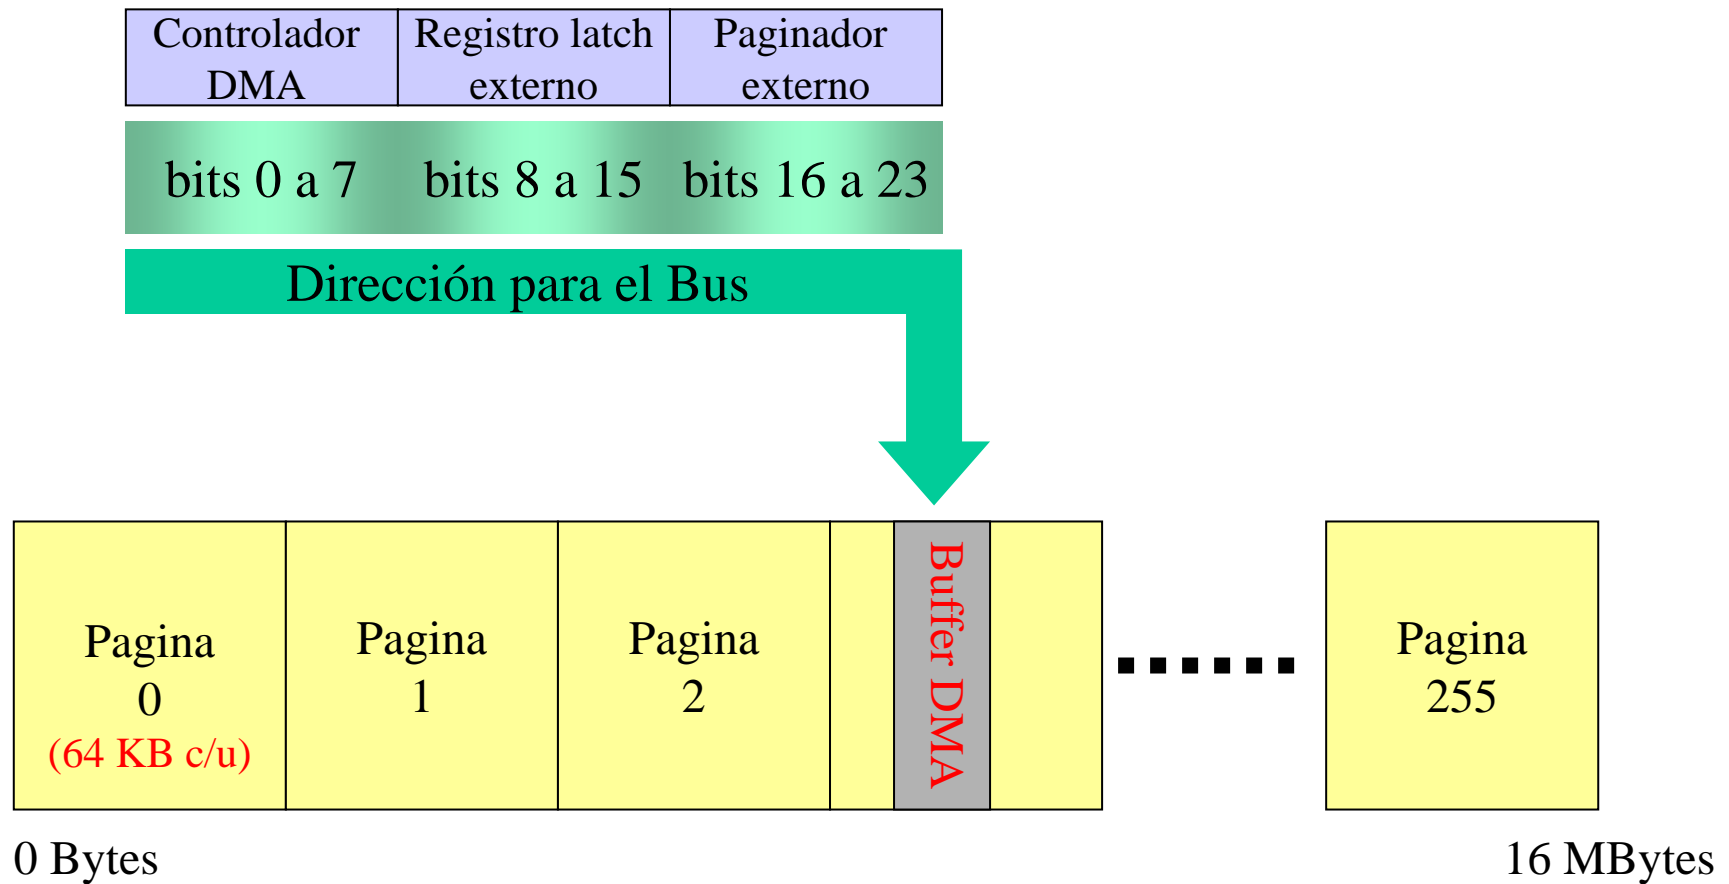 Controlador
DMA
Registro latch
externo
Paginador
externo
bits 0 a 7
bits 8 a 15
bits 16 a 23
Dirección para el Bus
Pagina
0
(64 KB c/u)
Pagina
1
Pagina
2
Buffer DMA
Pagina
255
0 Bytes
16 MBytes